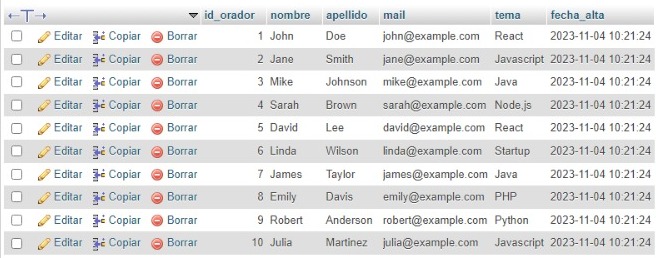 id_orador nombre apellido mail tema fecha_alta
Editar Copiar Borrar 1 John Doe john@example.com React 2023-11-04 10:21:24
Editar Copiar Borrar 2 Jane Smith jane@example.com Javascript 2023-11-04 10:21:24
Editar Copiar Borrar 3 Mike Johnson mike@example.com Java 2023-11-04 10:21:24
Editar Copiar Borrar 4 Sarah Brown sarah@example.com Node.js 2023-11-04 10:21:24
Editar Copiar Borrar 5 David Lee david@example.com React 2023-11-04 10:21:24
Editar Copiar Borrar 6 Linda Wilson linda@example.com Startup 2023-11-04 10:21:24
Editar Copiar Borrar 7 James Taylor james@example.com Java 2023-11-04 10:21:24
Editar Copiar Borrar 8 Emily Davis emily@example.com PHP 2023-11-04 10:21:24
Editar Copiar Borrar 9 Robert Anderson robert@example.com Python 2023-11-04 10:21:24
Editar Copiar Borrar 10 Julia Martinez julia@example.com Javascript 2023-11-04 10:21:24